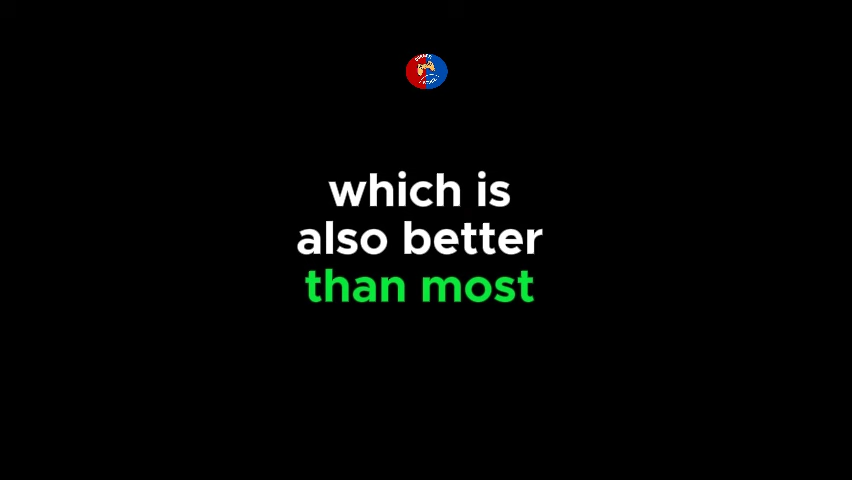 which is
also better
than most